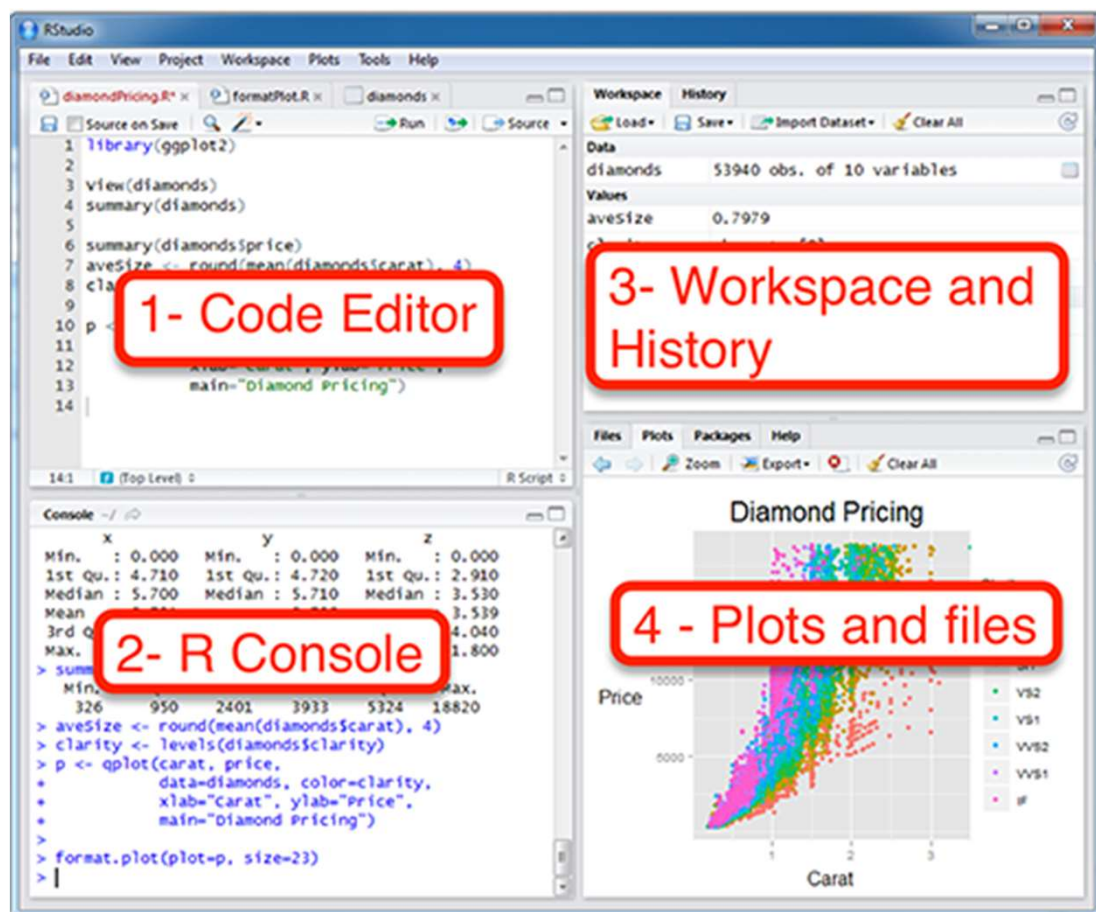 RStudio
File Edit View Project Workspace Plots Tools Help
diamondPricing.R* formatPlot.R diamonds
Source on Save Run Source
1 library(ggplot2)
2
3 View(diamonds)
4 summary(diamonds)
5
6 summary(diamonds$price)
7 aveSize <- round(mean(diamonds$carat), 4)
8 cla
9
10 p <
11
12 xlab="Carat", ylab="Price",
13 main="Diamond Pricing")
14
1- Code Editor
14:1 (Top Level) R Script
Console ~/
x y z
Min. : 0.000 Min. : 0.000 Min. : 0.000
1st Qu.: 4.710 1st Qu.: 4.720 1st Qu.: 2.910
Median : 5.700 Median : 5.710 Median : 3.530
Mean 3.539
3rd Q 4.040
Max. 1.800
> summ
Min. Max.
326 950 2401 3933 5324 18820
> aveSize <- round(mean(diamonds$carat), 4)
> clarity <- levels(diamonds$clarity)
> p <- qplot(carat, price,
+ data=diamonds, color=clarity,
+ xlab="Carat", ylab="Price",
+ main="Diamond Pricing")
>
> format.plot(plot=p, size=23)
>
2- R Console
Workspace History
Load Save Import Dataset Clear All
Data
diamonds 53940 obs. of 10 variables
Values
aveSize 0.7979
3- Workspace and
History
Files Plots Packages Help
Zoom Export Clear All
Diamond Pricing
4 - Plots and files
10000
Price
5000
VS2
VS1
VVS2
VVS1
IF
1 2 3
Carat